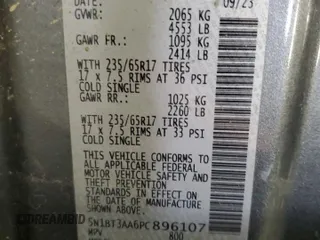 DATE: 09/23
GVWR: 2065 KG
4553 LB
GAWR FR: 1095 KG
2414 LB
WITH 235/65R17 TIRES
17 x 7.5 RIMS AT 36 PSI
COLD SINGLE
GAWR RR: 1025 KG
2260 LB
WITH 235/65R17 TIRES
17 x 7.5 RIMS AT 33 PSI
COLD SINGLE
THIS VEHICLE CONFORMS TO
ALL APPLICABLE FEDERAL
MOTOR VEHICLE SAFETY
STANDARDS IN EFFECT ON
THE DATE OF MANUFACTURE
SHOWN ABOVE.
5N1BT3AA6PC896107
MPV 800